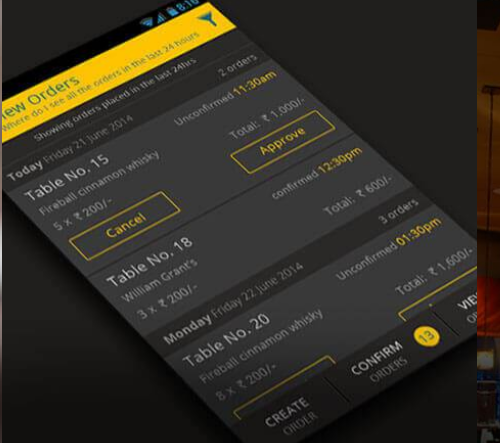 8:16
ew Orders
Where do I see all the orders in the last 24 hours
Showing orders placed in the last 24hrs
Today Friday 21 June 2014
2 orders
Table No. 15
Unconfirmed 11:30am
Fireball cinnamon whisky
5 x ₹ 200/-
Total: ₹ 1,000/-
Cancel
Approve
Table No. 18
confirmed 12:30pm
William Grant's
3 x ₹ 200/-
Total: ₹ 600/-
Monday Friday 22 June 2014
3 orders
Table No. 20
Unconfirmed 01:30pm
Fireball cinnamon whisky
8 x ₹ 200/-
Total: ₹ 1,600/-
CREATE
ORDER
CONFIRM
ORDERS
13
VIE